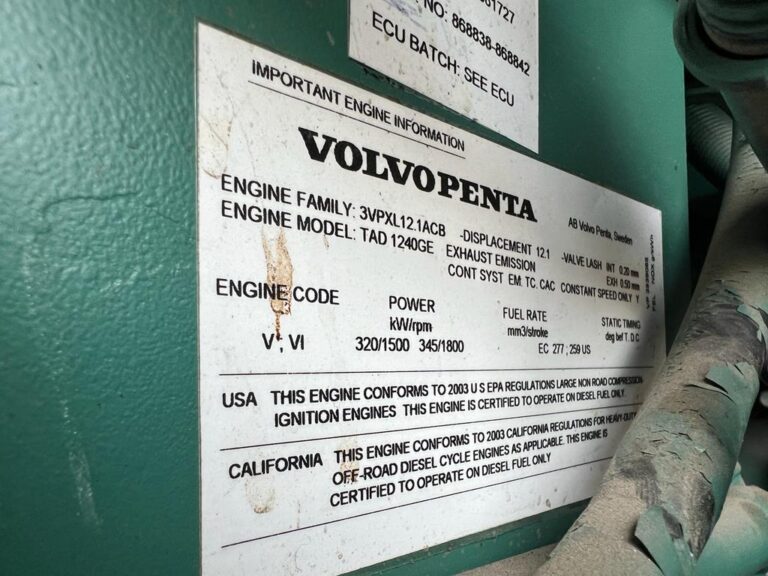 61727
NO: 868838-868842
ECU BATCH: SEE ECU
IMPORTANT ENGINE INFORMATION
VOLVO PENTA
AB Volvo Penta, Sweden
ENGINE FAMILY: 3VPXL12.1ACB -DISPLACEMENT 12.1 -VALVE LASH INT 0.20 mm
ENGINE MODEL: TAD 1240GE EXHAUST EMISSION EXH 0.50 mm
CONT SYST EM. TC. CAC CONSTANT SPEED ONLY Y
ENGINE CODE POWER FUEL RATE STATIC TIMING
kW/rpm mm3/stroke deg bef T. D. C
V , VI 320/1500 345/1800 EC 277 ; 259 US
USA THIS ENGINE CONFORMS TO 2003 U S EPA REGULATIONS LARGE NON ROAD COMPRESSION
IGNITION ENGINES THIS ENGINE IS CERTIFIED TO OPERATE ON DIESEL FUEL ONLY.
CALIFORNIA THIS ENGINE CONFORMS TO 2003 CALIFORNIA REGULATIONS FOR HEAVY-DUTY
OFF-ROAD DIESEL CYCLE ENGINES AS APPLICABLE. THIS ENGINE IS
CERTIFIED TO OPERATE ON DIESEL FUEL ONLY
FEL NOX g/kWh